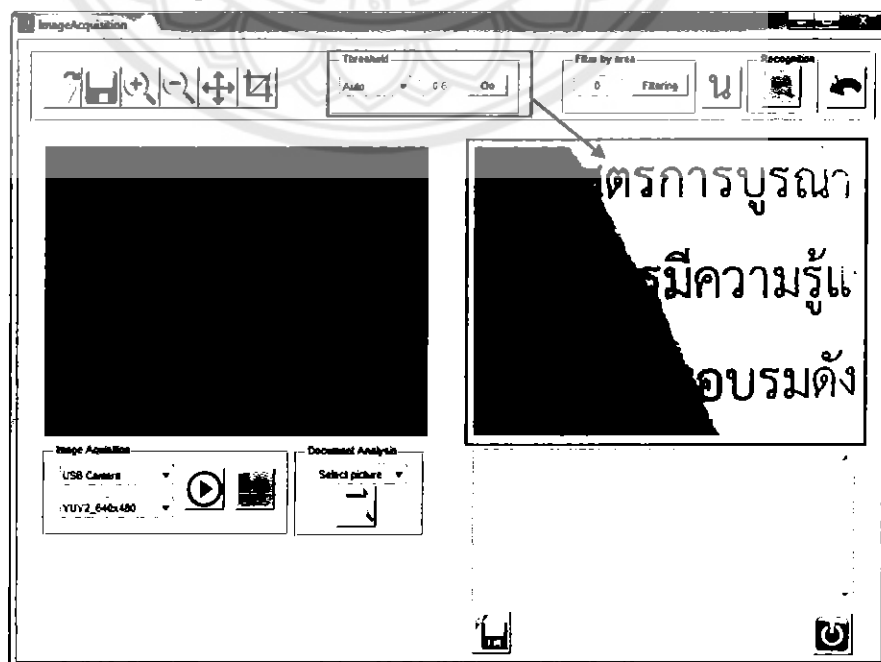 ImageAcquisition
Threshold
Filter by area
Recognition
Auto
0.6
Go
0
Filtering
น
ตรการบูรณา
รมีความรู้แ
อบรมดัง
Image Aquisition
Document Analysis
USB Camera
Select picture
YUY2_640x480